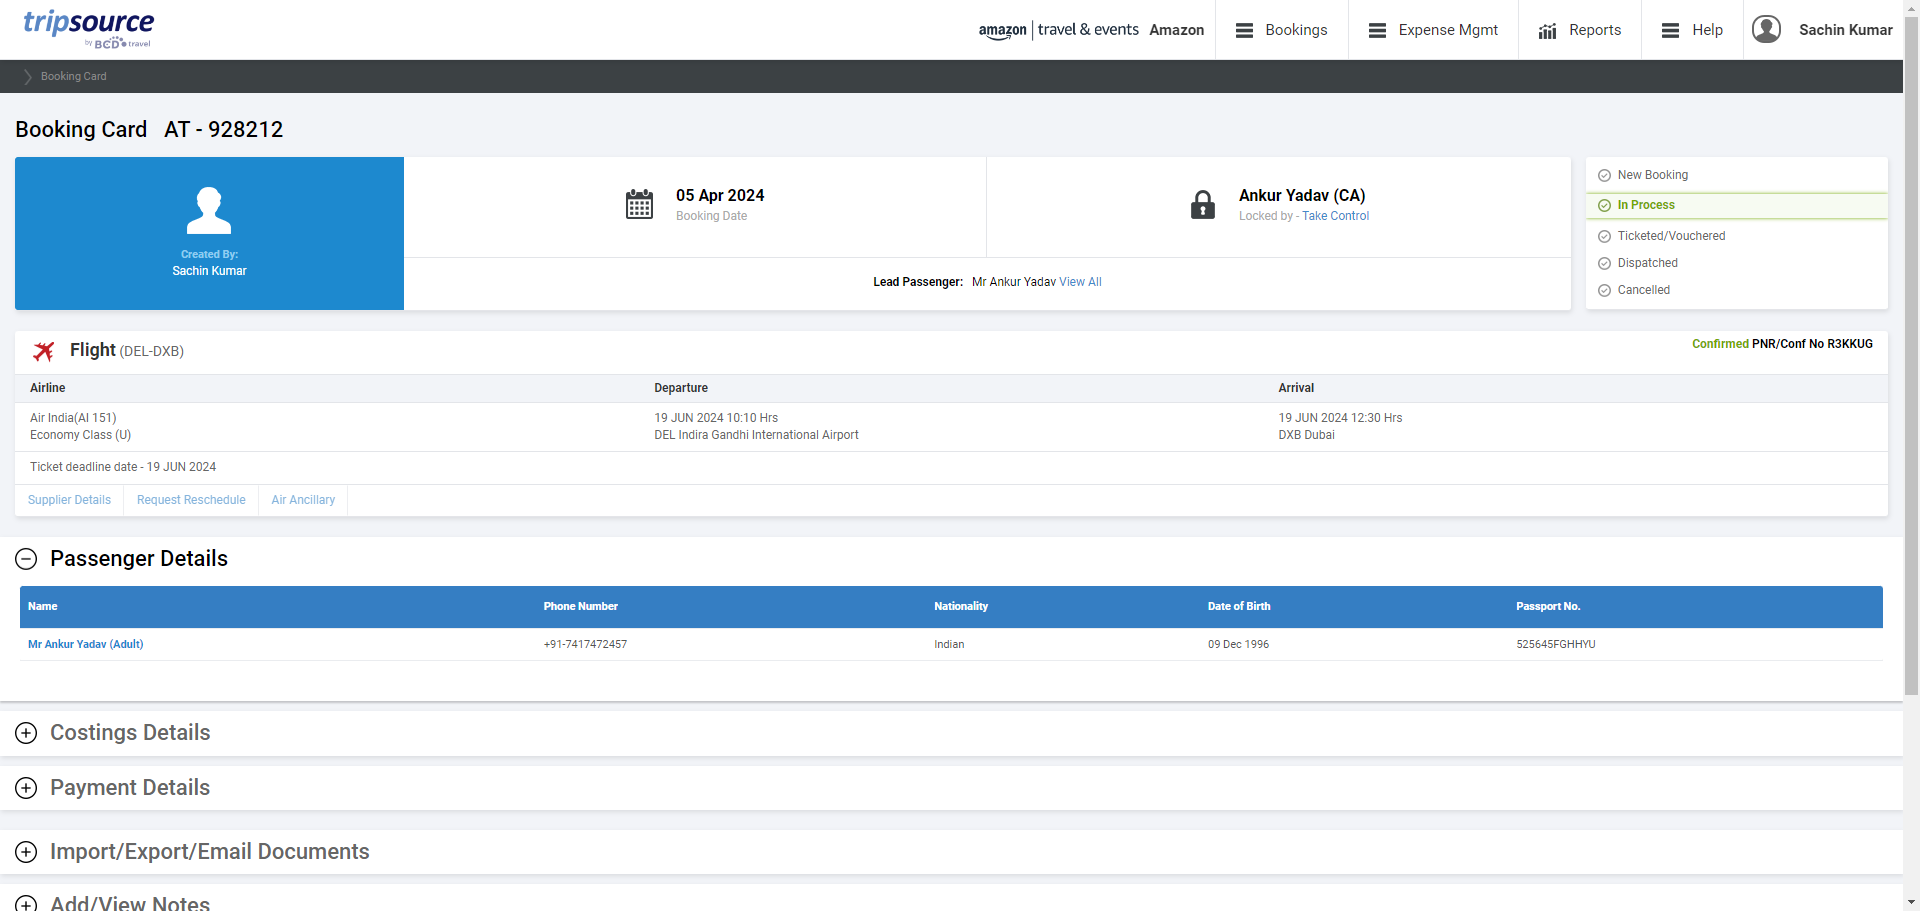 tripsource
by BCD travel
amazon | travel & events Amazon
Bookings
Expense Mgmt
Reports
Help
Sachin Kumar
Booking Card
Booking Card AT - 928212
Created By:
Sachin Kumar
05 Apr 2024
Booking Date
Ankur Yadav (CA)
Locked by - Take Control
Lead Passenger: Mr Ankur Yadav View All
New Booking
In Process
Ticketed/Vouchered
Dispatched
Cancelled
Flight (DEL-DXB)
Confirmed PNR/Conf No R3KKUG
Airline Departure Arrival
Air India(AI 151) 19 JUN 2024 10:10 Hrs 19 JUN 2024 12:30 Hrs
Economy Class (U) DEL Indira Gandhi International Airport DXB Dubai
Ticket deadline date - 19 JUN 2024
Supplier Details Request Reschedule Air Ancillary
Passenger Details
Name Phone Number Nationality Date of Birth Passport No.
Mr Ankur Yadav (Adult) +91-7417472457 Indian 09 Dec 1996 525645FGHHYU
Costings Details
Payment Details
Import/Export/Email Documents
Add/View Notes